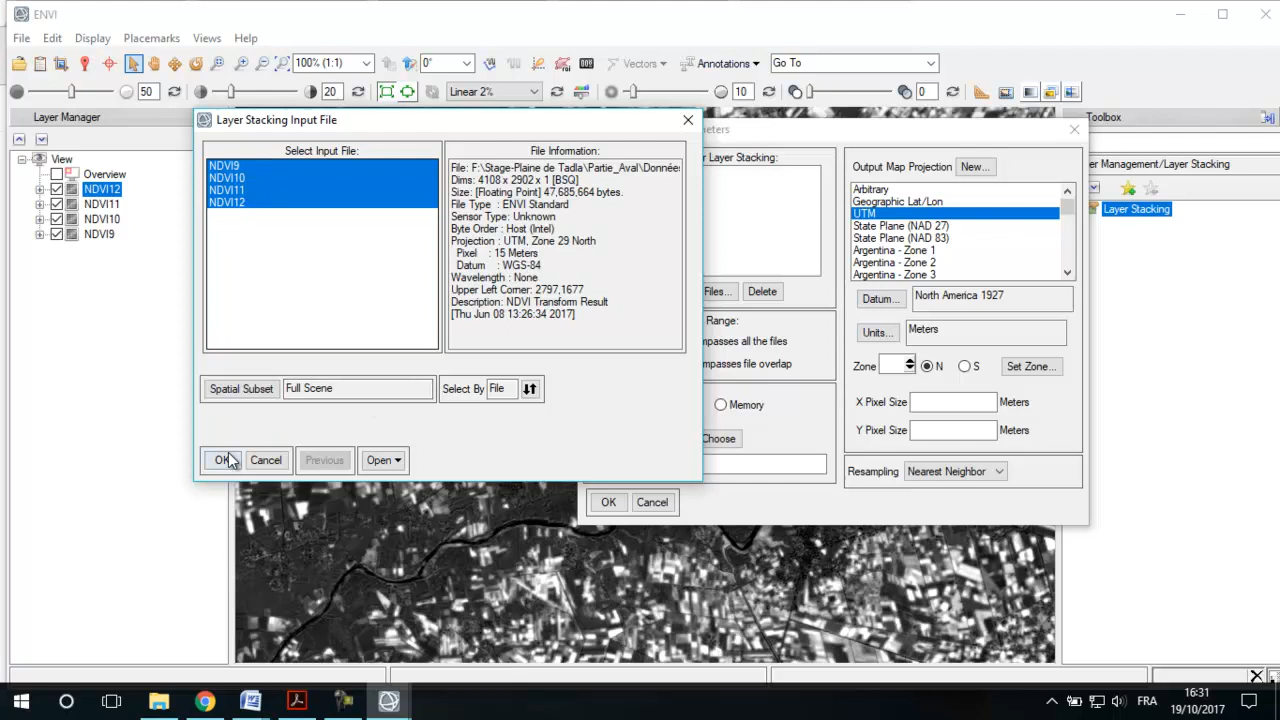 ENVI
File Edit Display Placemarks Views Help
100% (1:1) 0° Vectors Annotations Go To
50 20 Linear 2% 10 0
Layer Manager
View
Overview
NDVI12
NDVI11
NDVI10
NDVI9
Layer Stacking Input File
Select Input File:
NDVI9
NDVI10
NDVI11
NDVI12
File Information:
File: F:\Stage-Plaine de Tadla\Partie_Aval\Données
Dims: 4108 x 2902 x 1 [BSQ]
Size: [Floating Point] 47,685,664 bytes.
File Type : ENVI Standard
Sensor Type: Unknown
Byte Order : Host (Intel)
Projection : UTM, Zone 29 North
Pixel : 15 Meters
Datum : WGS-84
Wavelength : None
Upper Left Corner: 2797,1677
Description: NDVI Transform Result
[Thu Jun 08 13:26:34 2017]
Spatial Subset Full Scene Select By File
OK Cancel Previous Open
meters
r Layer Stacking:
Files... Delete
Range:
mpasses all the files
mpasses file overlap
Memory
Choose
OK Cancel
Output Map Projection New...
Arbitrary
Geographic Lat/Lon
UTM
State Plane (NAD 27)
State Plane (NAD 83)
Argentina - Zone 1
Argentina - Zone 2
Argentina - Zone 3
Datum... North America 1927
Units... Meters
Zone N S Set Zone...
X Pixel Size Meters
Y Pixel Size Meters
Resampling Nearest Neighbor
Toolbox
er Management/Layery Stacking
Layer Stacking
FRA
16:31
19/10/2017